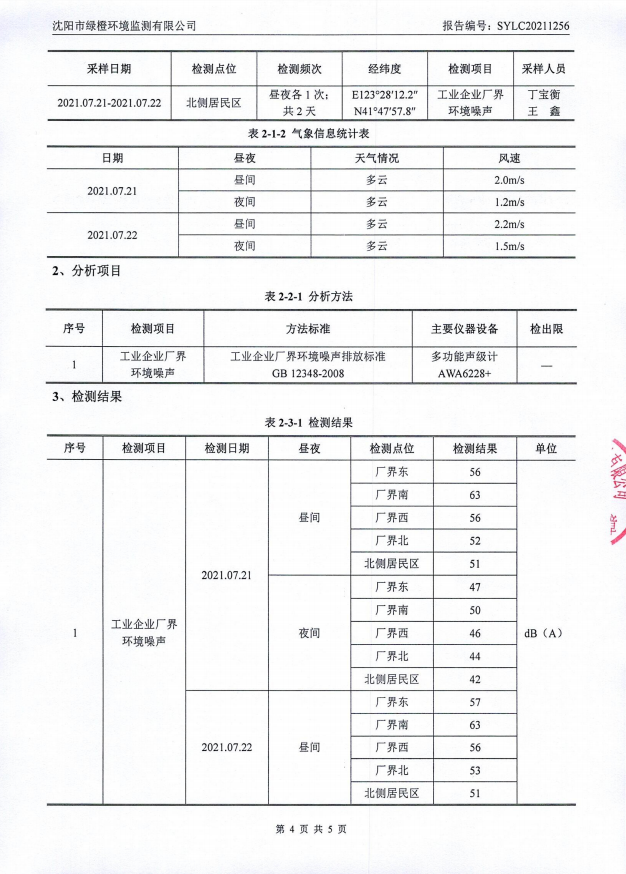 沈阳市绿橙环境监测有限公司 报告编号：SYLC20211256
采样日期 检测点位 检测频次 经纬度 检测项目 采样人员
2021.07.21-2021.07.22 北侧居民区 昼夜各 1 次；共 2 天 E123°28′12.2″ N41°47′57.8″ 工业企业厂界环境噪声 丁宝衡 王 鑫
表 2-1-2 气象信息统计表
日期 昼夜 天气情况 风速
2021.07.21 昼间 多云 2.0m/s
夜间 多云 1.2m/s
2021.07.22 昼间 多云 2.2m/s
夜间 多云 1.5m/s
2、分析项目
表 2-2-1 分析方法
序号 检测项目 方法标准 主要仪器设备 检出限
1 工业企业厂界环境噪声 工业企业厂界环境噪声排放标准 GB 12348-2008 多功能声级计 AWA6228+ —
3、检测结果
表 2-3-1 检测结果
序号 检测项目 检测日期 昼夜 检测点位 检测结果 单位
1 工业企业厂界环境噪声 2021.07.21 昼间 厂界东 56 dB（A）
厂界南 63
厂界西 56
厂界北 52
北侧居民区 51
夜间 厂界东 47
厂界南 50
厂界西 46
厂界北 44
北侧居民区 42
2021.07.22 昼间 厂界东 57
厂界南 63
厂界西 56
厂界北 53
北侧居民区 51
第 4 页 共 5 页